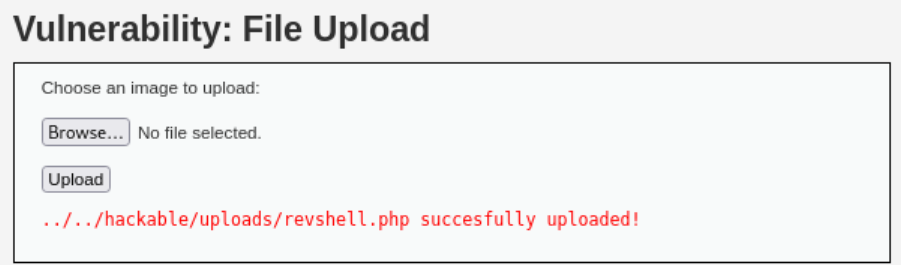 Vulnerability: File Upload
Choose an image to upload:
Browse... No file selected.
Upload
../../hackable/uploads/revshell.php succesfully uploaded!